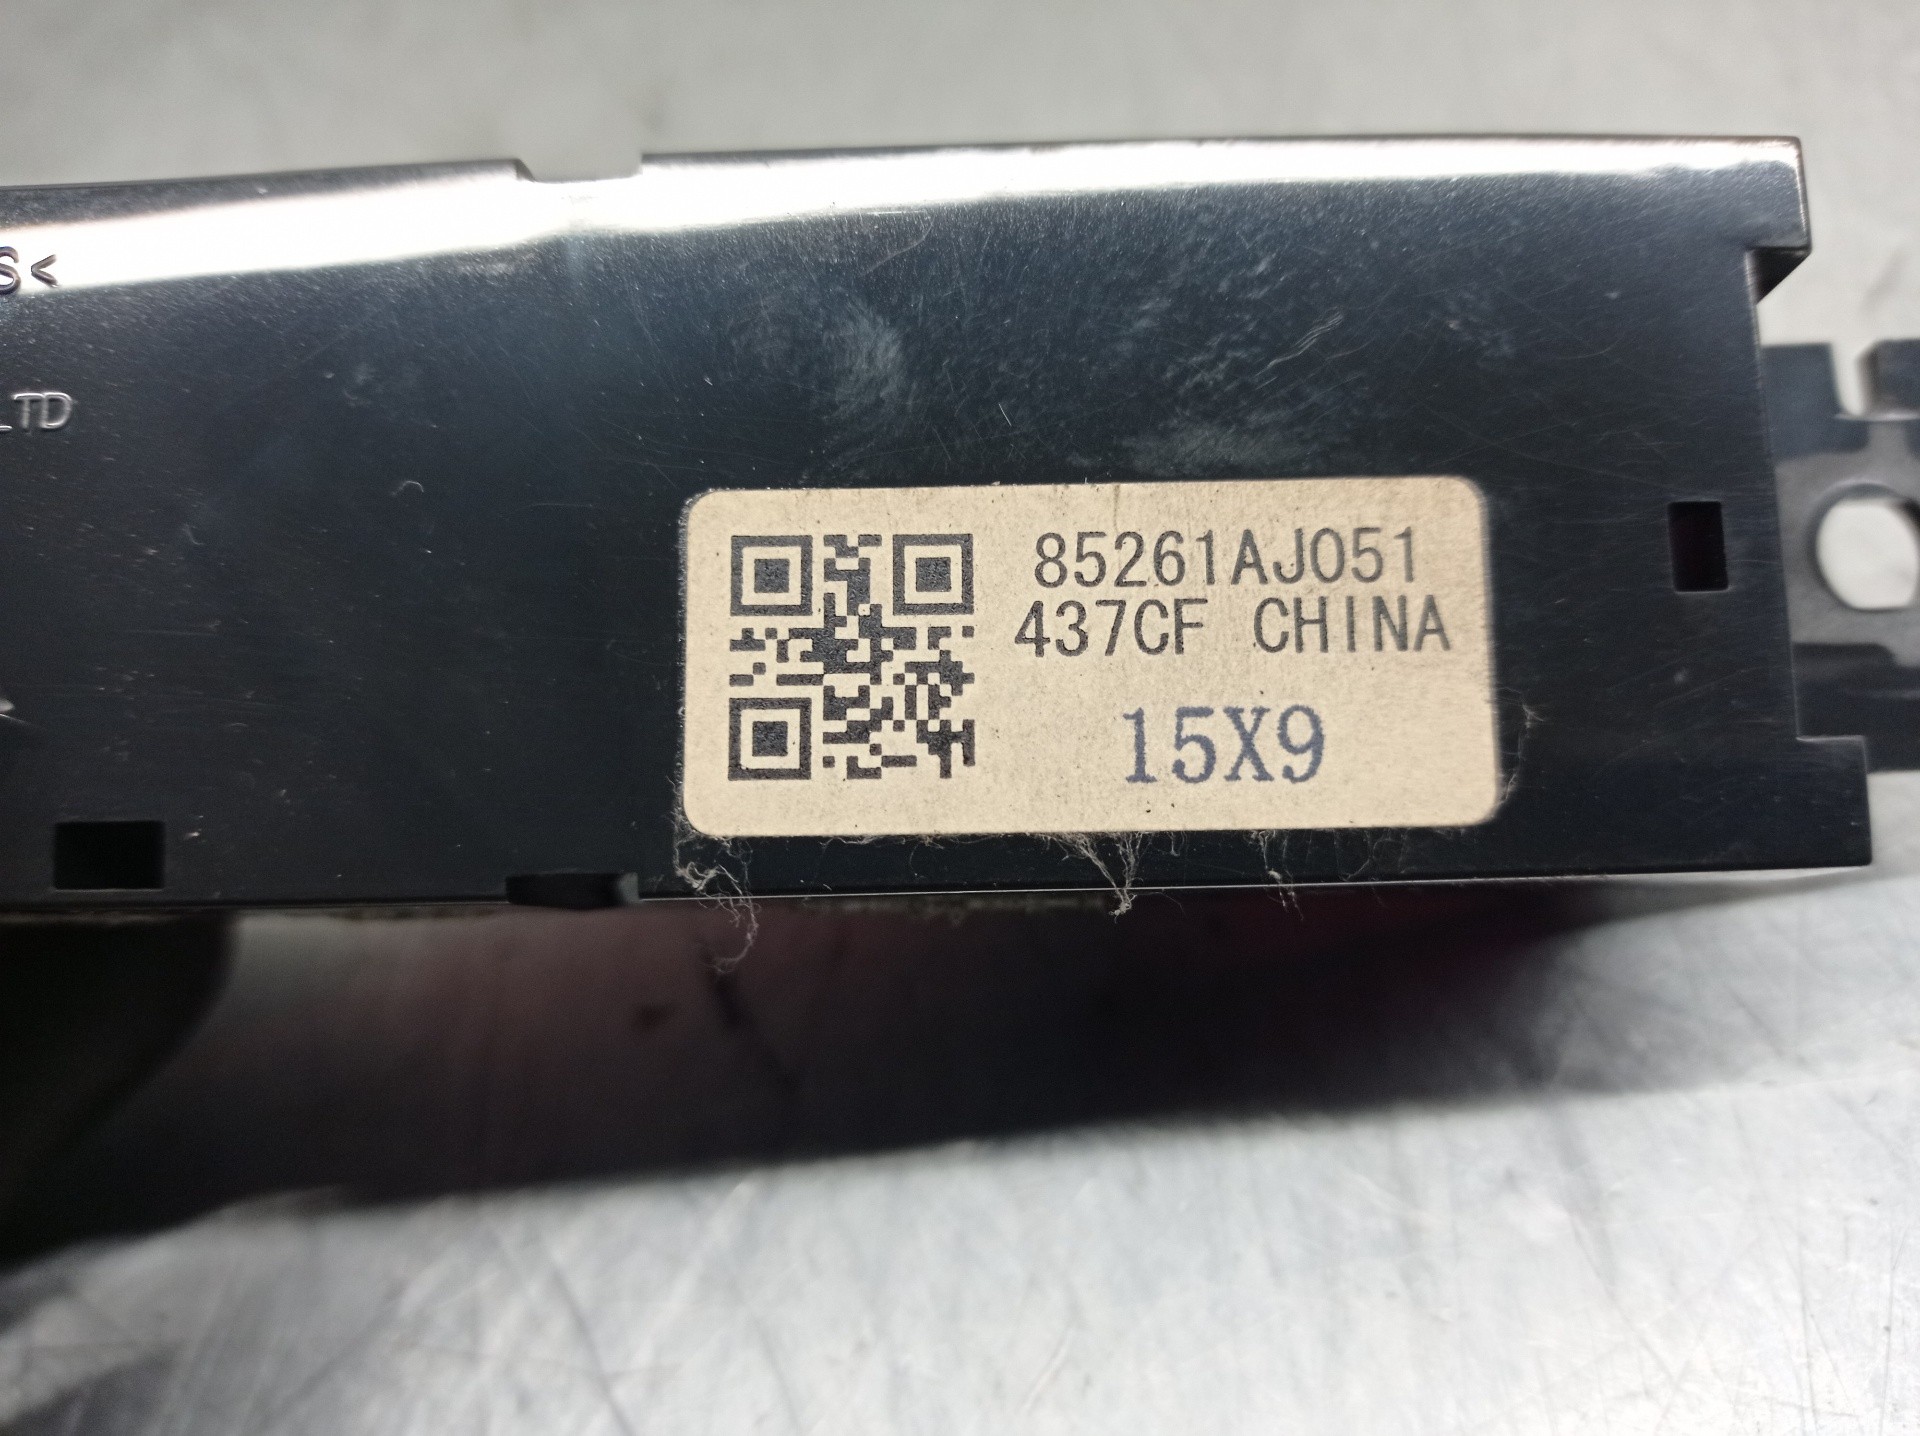 S<
LTD
85261AJ051
437CF CHINA
15X9